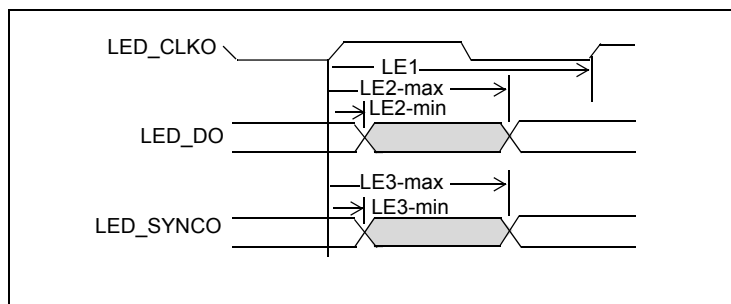 LED_CLKO
LE1
LE2-max
LE2-min
LED_DO
LE3-max
LE3-min
LED_SYNCO